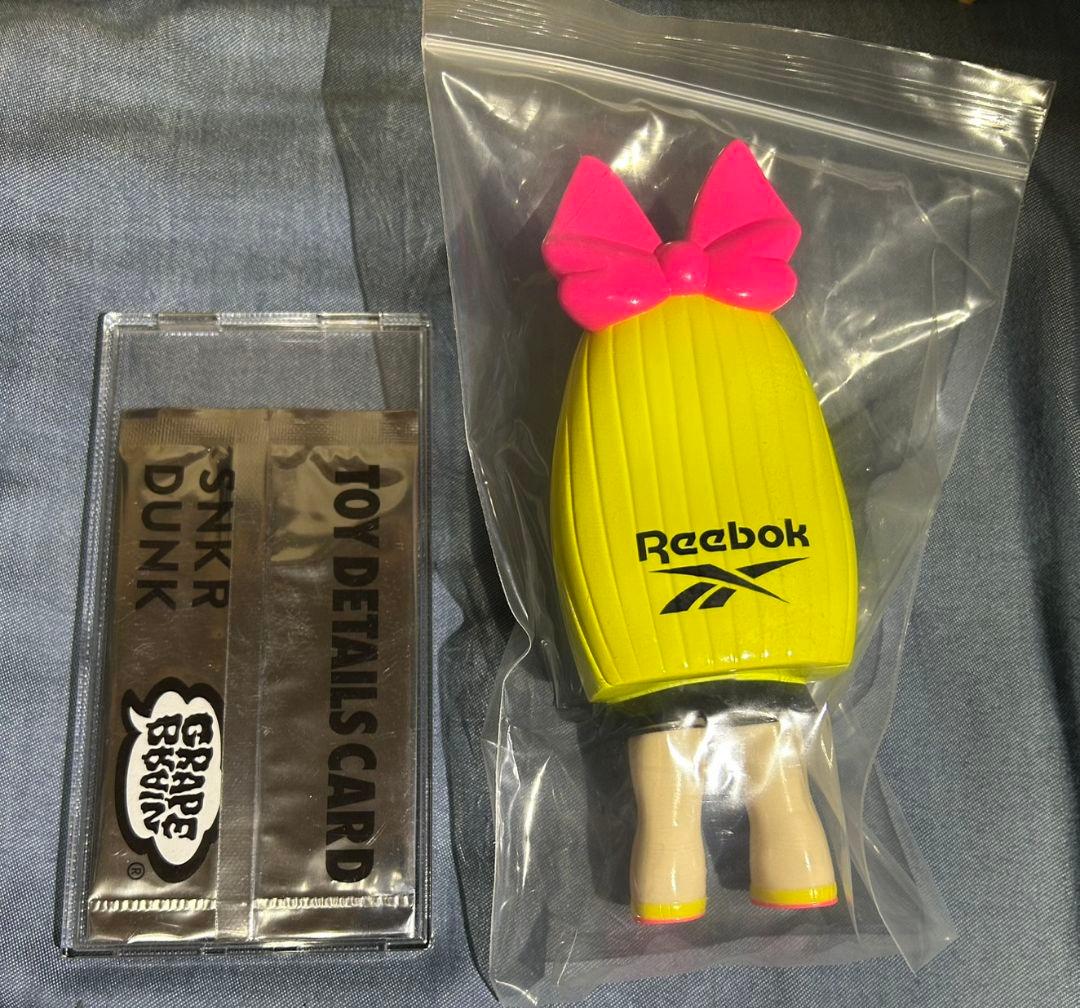 SNKR
DUNK
GRAPE
BRAIN
®
TOY DETAILS CARD
Reebok